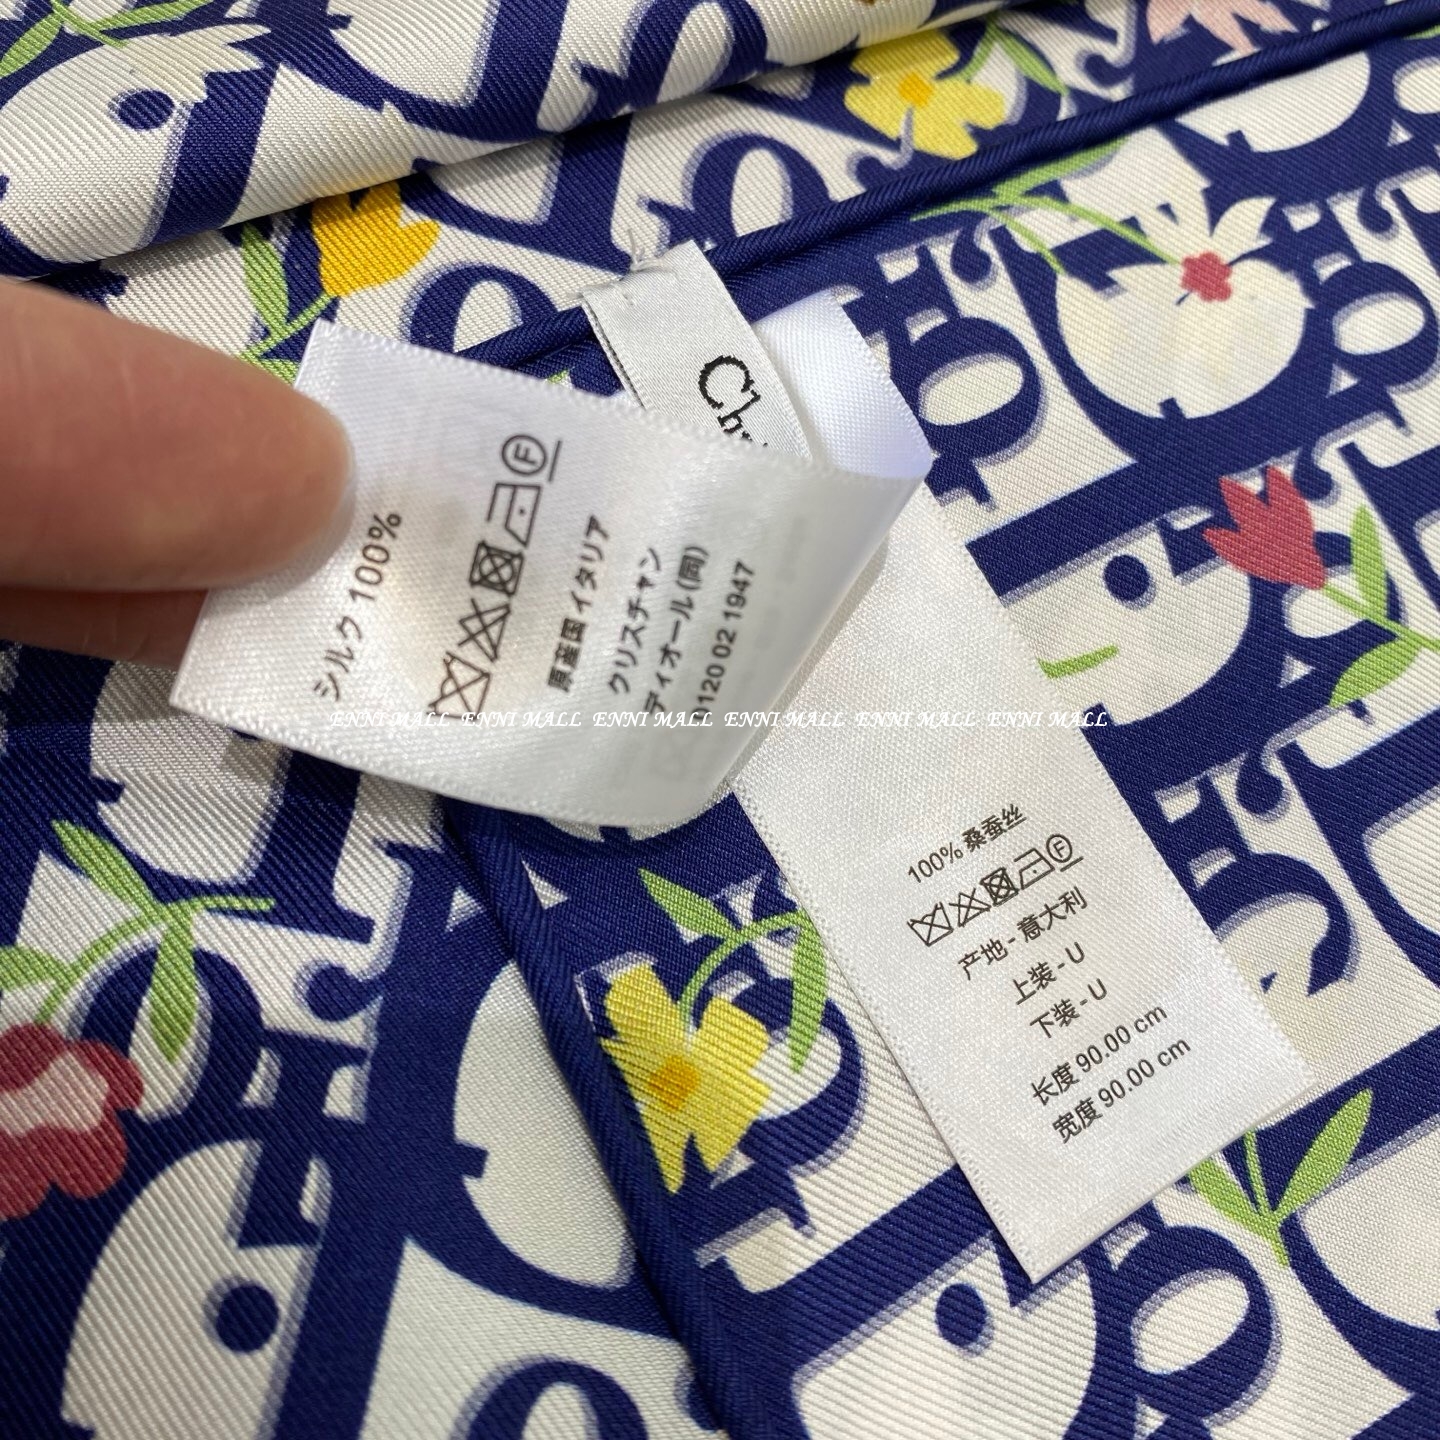 Ch
シルク 100%
F
原産国イタリア
クリスチャン
ディオール(同)
0120 02 1947
ENNI MALL ENNI MALL ENNI MALL ENNI MALL ENNI MALL ENNI MALL
100% 桑蚕丝
F
产地 - 意大利
上装 - U
下装 - U
长度 90.00 cm
宽度 90.00 cm